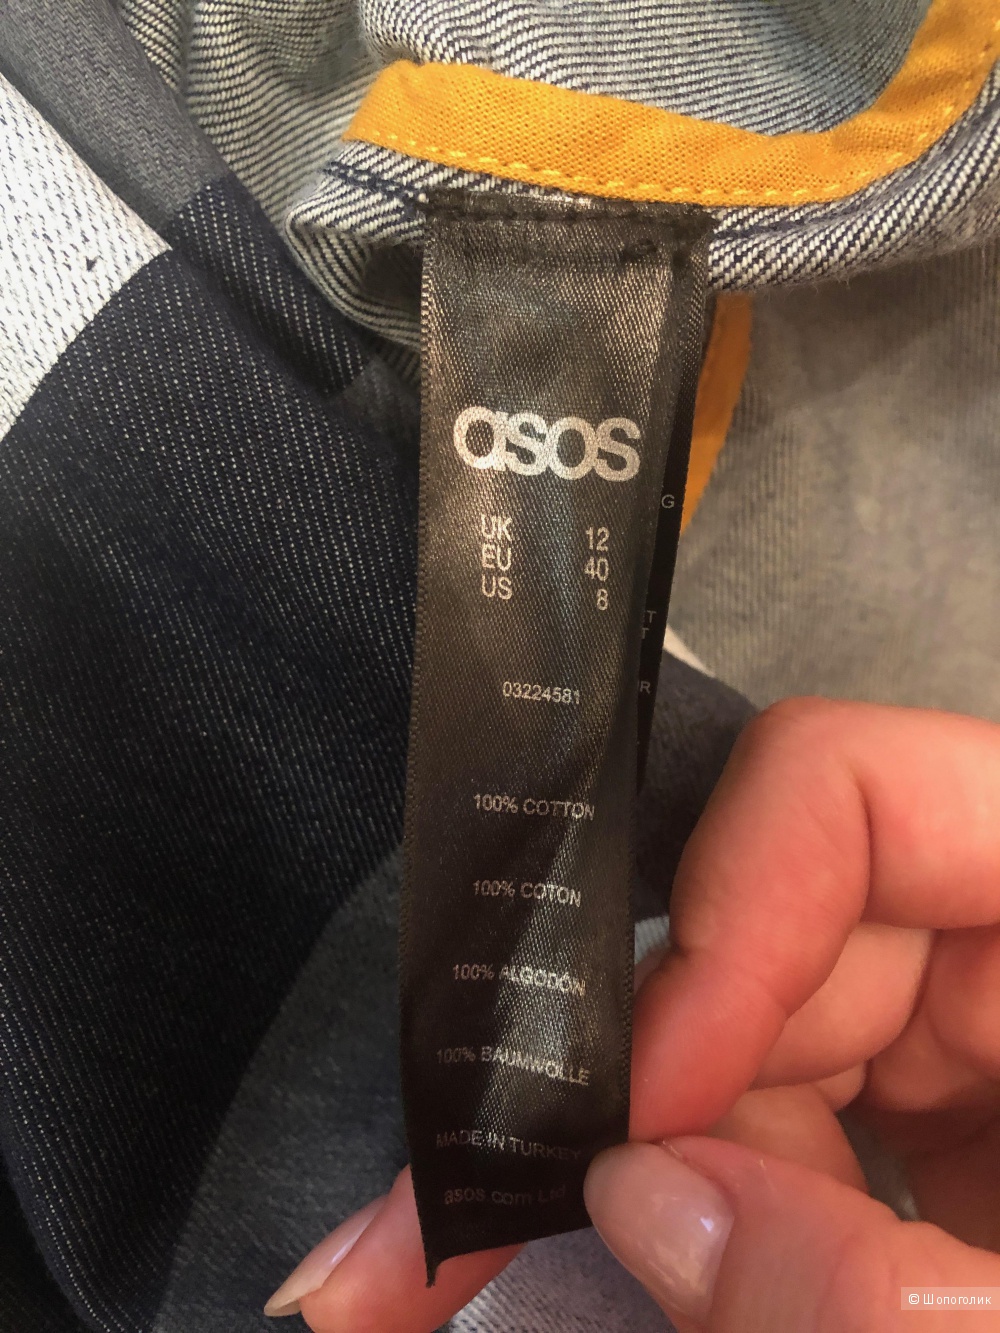 asos
UK 12
EU 40
US 8
03224581
100% COTTON
100% COTON
100% ALGODÓN
100% BAUMWOLLE
MADE IN TURKEY
asos.com Ltd
G
T
T
R
© Шопоголик